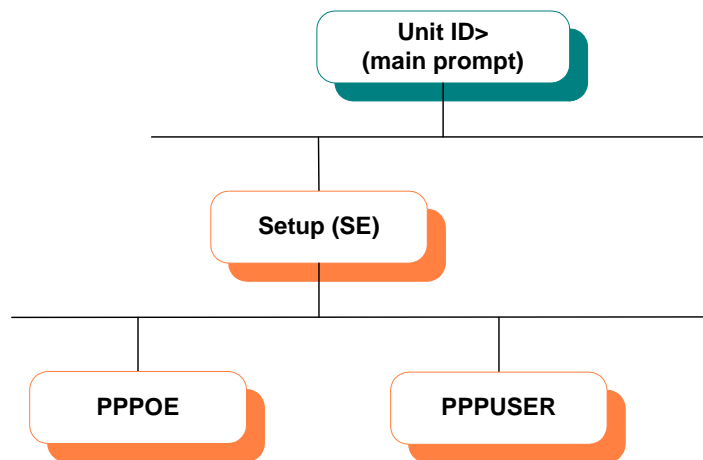 Unit ID>
(main prompt)
Setup (SE)
PPPOE
PPPUSER